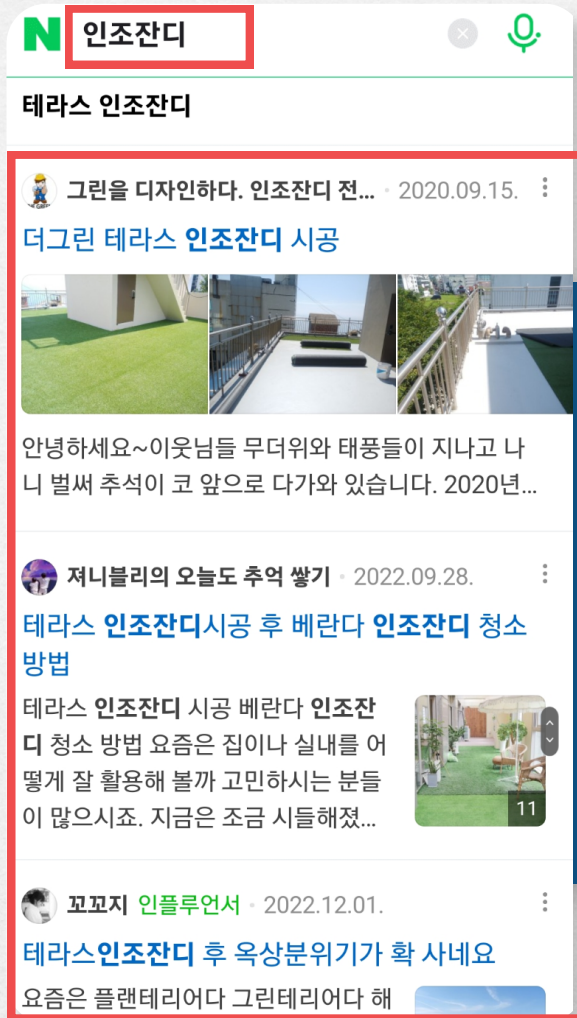 N 인조잔디
테라스 인조잔디
그린을 디자인하다. 인조잔디 전... · 2020.09.15.
더그린 테라스 인조잔디 시공
안녕하세요~이웃님들 무더위와 태풍들이 지나고 나
니 벌써 추석이 코 앞으로 다가와 있습니다. 2020년...
져니블리의 오늘도 추억 쌓기 · 2022.09.28.
테라스 인조잔디시공 후 베란다 인조잔디 청소
방법
테라스 인조잔디 시공 베란다 인조잔
디 청소 방법 요즘은 집이나 실내를 어
떻게 잘 활용해 볼까 고민하시는 분들
이 많으시죠. 지금은 조금 시들해졌...
11
꼬꼬지 인플루언서 · 2022.12.01.
테라스인조잔디 후 옥상분위기가 확 사네요
요즘은 플랜테리어다 그린테리어다 해